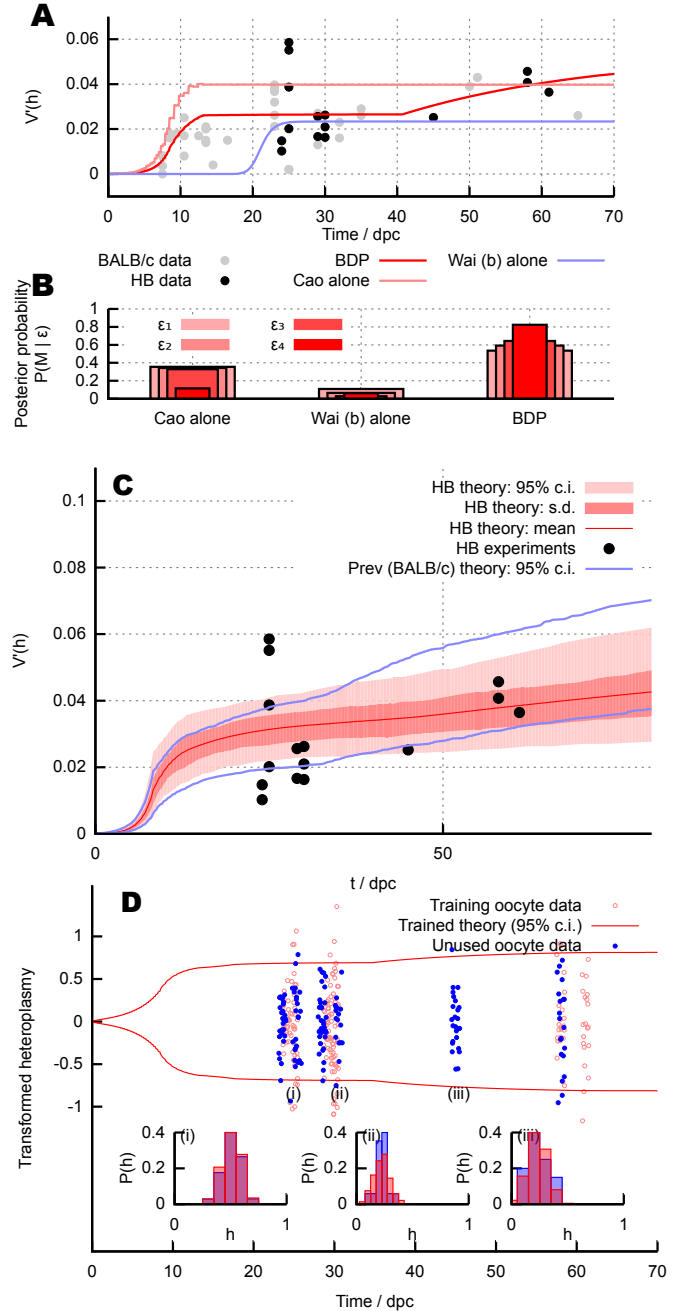 A
0.06
0.04
0.02
0
V'(h)
0 10 20 30 40 50 60 70
Time / dpc
BALB/c data
HB data
BDP
Cao alone
Wai (b) alone
B
Posterior probability
P(M | ε)
1
0.8
0.6
0.4
0.2
0
ε₁
ε₂
ε₃
ε₄
Cao alone Wai (b) alone BDP
C
0.1
0.08
0.06
0.04
0.02
0
V'(h)
HB theory: 95% c.i.
HB theory: s.d.
HB theory: mean
HB experiments
Prev (BALB/c) theory: 95% c.i.
0 50
t / dpc
D
Training oocyte data
Trained theory (95% c.i.)
Unused oocyte data
1.5
1
0.5
0
-0.5
-1
Transformed heteroplasmy
(i) (ii) (iii)
0.4 (i)
0.2
0
P(h)
0 1
h
0.4 (ii)
0.2
0
P(h)
0 1
h
0.4 (iii)
0.2
0
P(h)
0 1
h
0 10 20 30 40 50 60 70
Time / dpc